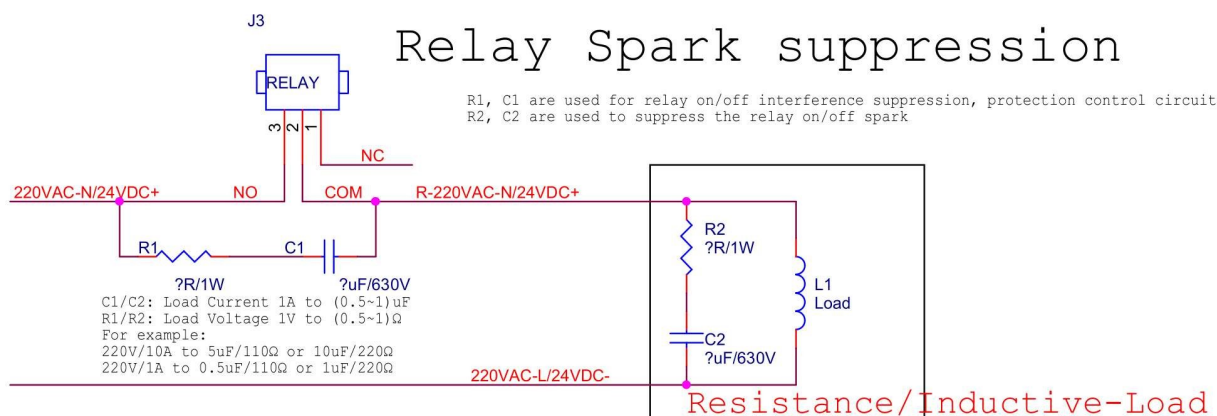 J3
Relay Spark suppression
RELAY
R1, C1 are used for relay on/off interference suppression, protection control circuit
R2, C2 are used to suppress the relay on/off spark
3 2 1
NC
220VAC-N/24VDC+
NO
COM
R-220VAC-N/24VDC+
R1
C1
R2
?R/1W
?R/1W
?uF/630V
L1
Load
C1/C2: Load Current 1A to (0.5~1)uF
R1/R2: Load Voltage 1V to (0.5~1)Ω
For example:
220V/10A to 5uF/110Ω or 10uF/220Ω
220V/1A to 0.5uF/110Ω or 1uF/220Ω
C2
?uF/630V
220VAC-L/24VDC-
Resistance/Inductive-Load